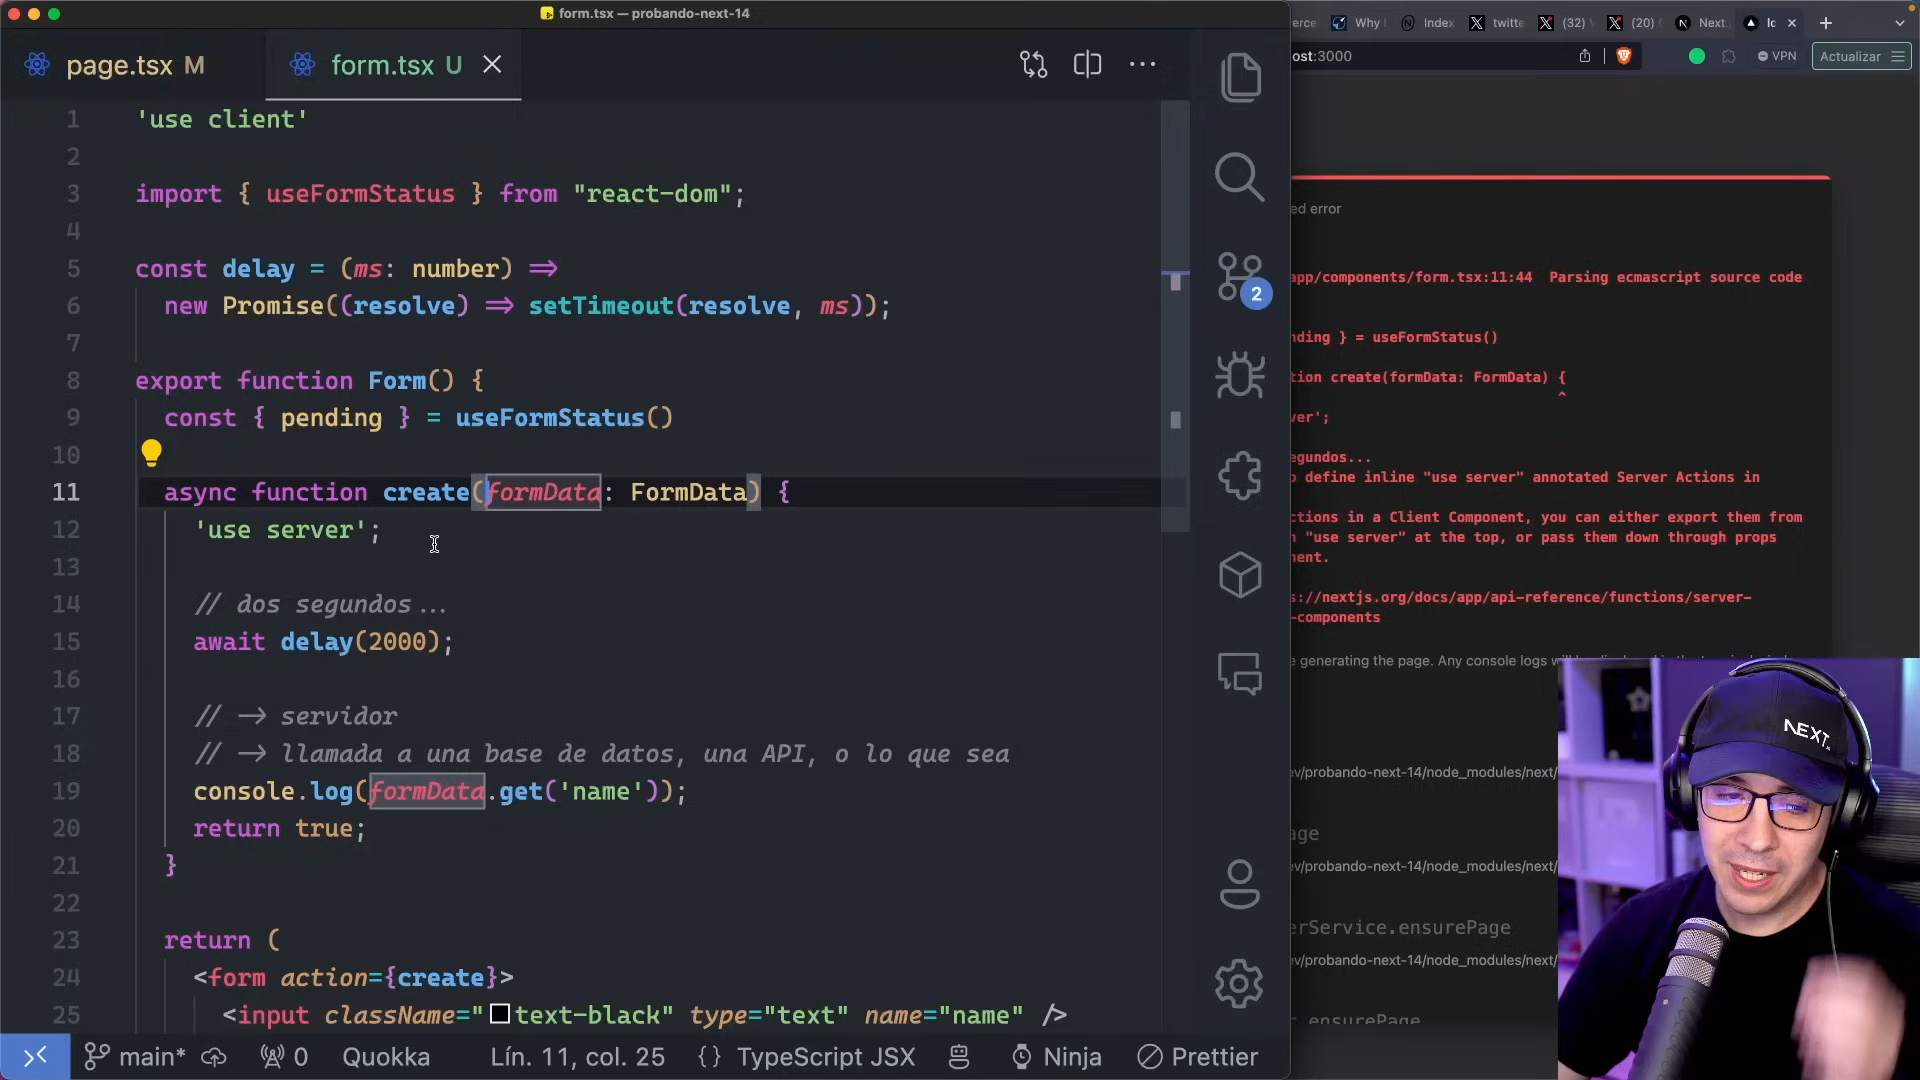 form.tsx — probando-next-14
page.tsx M
form.tsx U
1 'use client'
2
3 import { useFormStatus } from "react-dom";
4
5 const delay = (ms: number) =>
6 new Promise((resolve) => setTimeout(resolve, ms));
7
8 export function Form() {
9 const { pending } = useFormStatus()
10
11 async function create(formData: FormData) {
12 'use server';
13
14 // dos segundos...
15 await delay(2000);
16
17 // -> servidor
18 // -> llamada a una base de datos, una API, o lo que sea
19 console.log(formData.get('name'));
20 return true;
21 }
22
23 return (
24 <form action={create}>
25 <input className="text-black" type="text" name="name" />
2
main*
0
Quokka
Lín. 11, col. 25
{} TypeScript JSX
Ninja
Prettier
erce
Why
Index
twitte
(32)
(20)
Next.
lo
ost:3000
VPN
Actualizar
ed error
app/components/form.tsx:11:44 Parsing ecmascript source code
nding } = useFormStatus()
tion create(formData: FormData) {
^
ver';
egundos...
o define inline "use server" annotated Server Actions in
ctions in a Client Component, you can either export them from
n "use server" at the top, or pass them down through props
nent.
s://nextjs.org/docs/app/api-reference/functions/server-
-components
e generating the page. Any console logs will
ev/probando-next-14/node_modules/next/
age
ev/probando-next-14/node_modules/next/
erService.ensurePage
ev/probando-next-14/node_modules/next/
c.ensurePage
NEXT